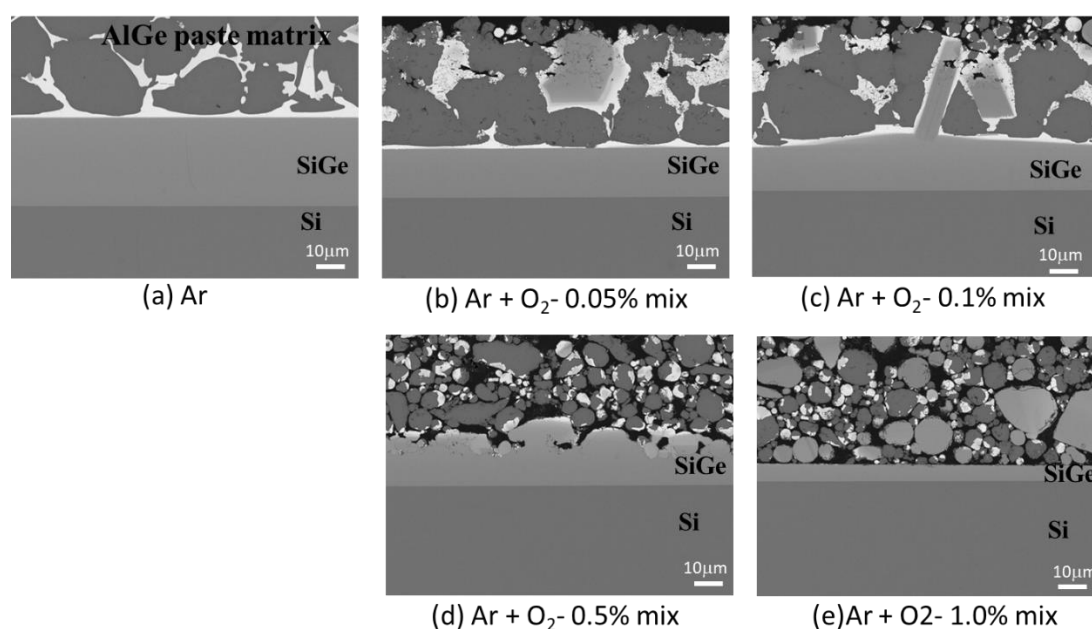 AlGe paste matrix
SiGe
Si
10μm
(a) Ar
SiGe
Si
10μm
(b) Ar + O₂- 0.05% mix
SiGe
Si
10μm
(c) Ar + O₂- 0.1% mix
SiGe
Si
10μm
(d) Ar + O₂- 0.5% mix
SiGe
Si
10μm
(e)Ar + O2- 1.0% mix